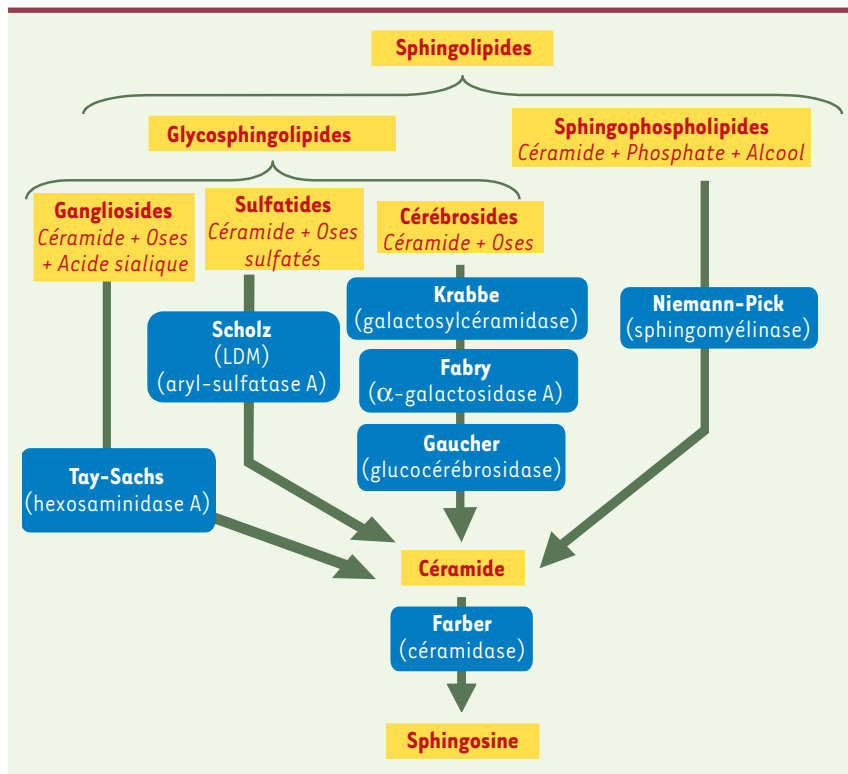 Sphingolipides
Glycosphingolipides
Sphingophospholipides
Céramide + Phosphate + Alcool
Gangliosides
Céramide + Oses
+ Acide sialique
Sulfatides
Céramide + Oses
sulfatés
Cérébrosides
Céramide + Oses
Krabbe
(galactosylcéramidase)
Niemann-Pick
(sphingomyélinase)
Scholz
(LDM)
(aryl-sulfatase A)
Fabry
(α-galactosidase A)
Gaucher
(glucocérébrosidase)
Tay-Sachs
(hexosaminidase A)
Céramide
Farber
(céramidase)
Sphingosine